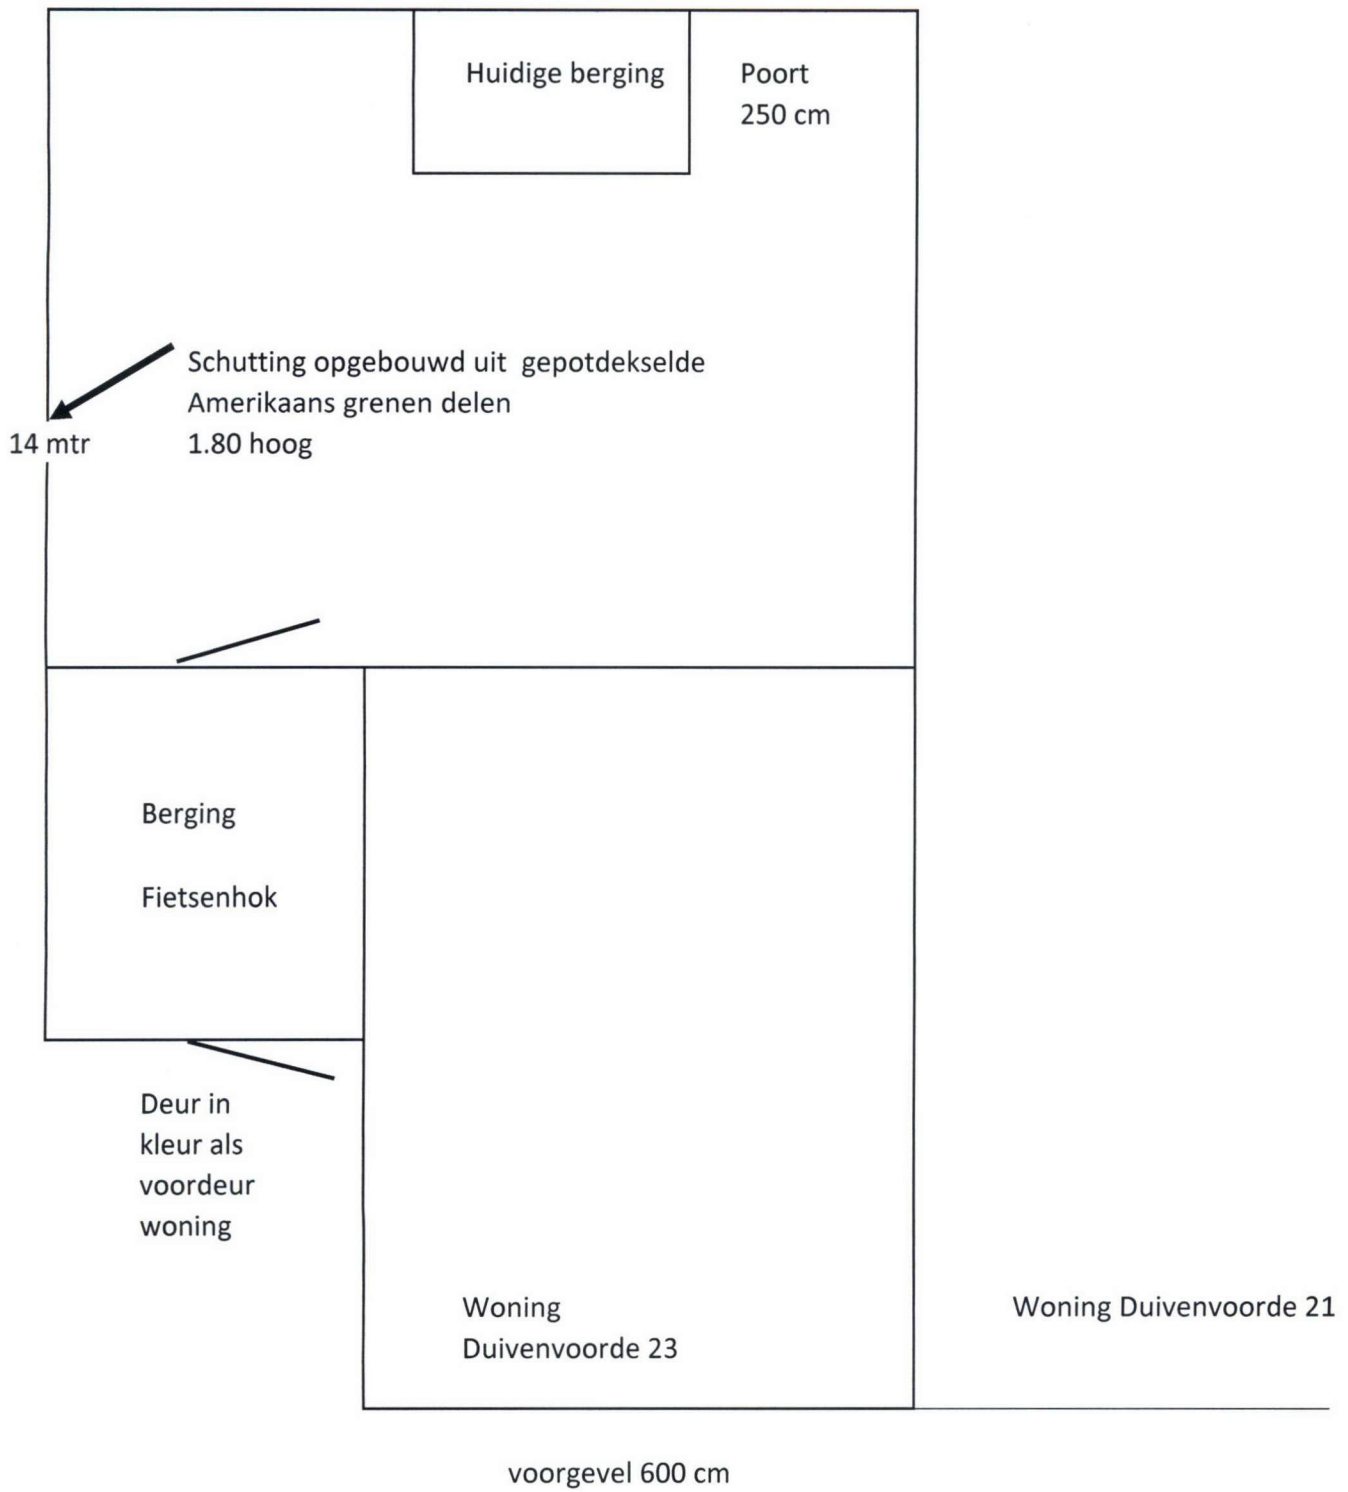 Huidige berging
Poort
250 cm
Schutting opgebouwd uit gepotdekselde
Amerikaans grenen delen
14 mtr
1.80 hoog
Berging
Fietsenhok
Deur in
kleur als
voordeur
woning
Woning
Duivenvoorde 23
Woning Duivenvoorde 21
voorgevel 600 cm